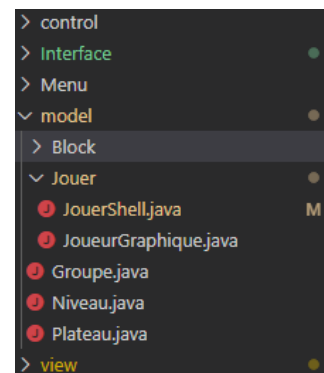 control
Interface
Menu
model
Block
Jouer
JouerShell.java M
JoueurGraphique.java
Groupe.java
Niveau.java
Plateau.java
view